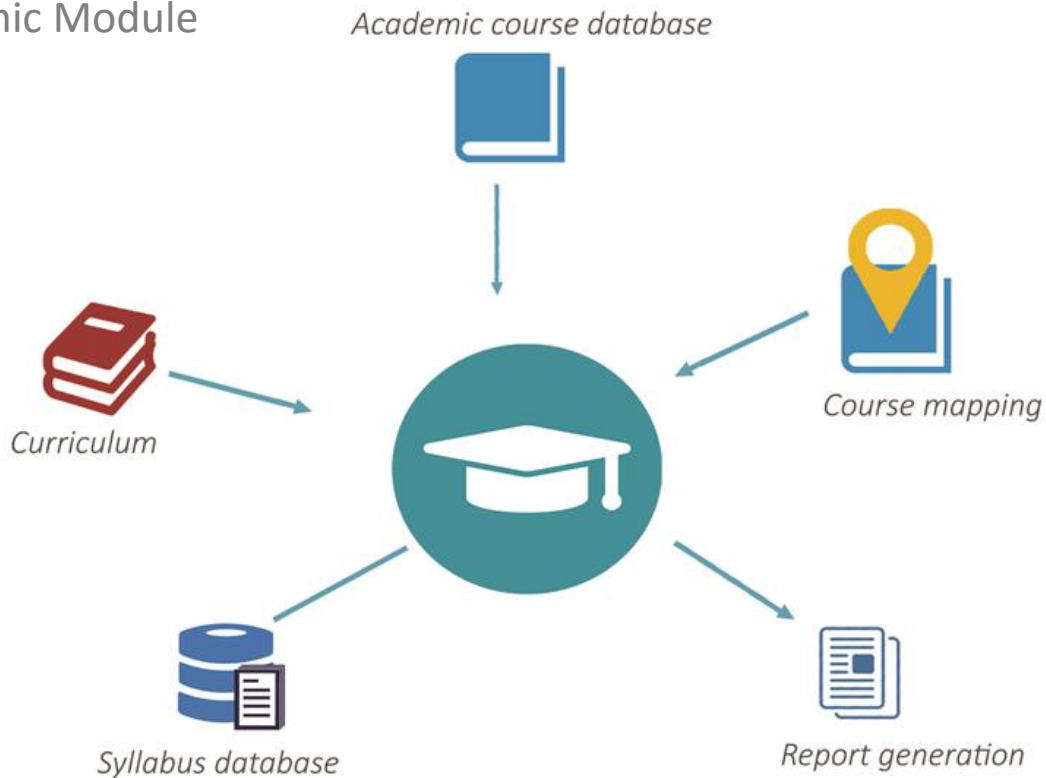 nic Module
Academic course database
Course mapping
Curriculum
Syllabus database
Report generation